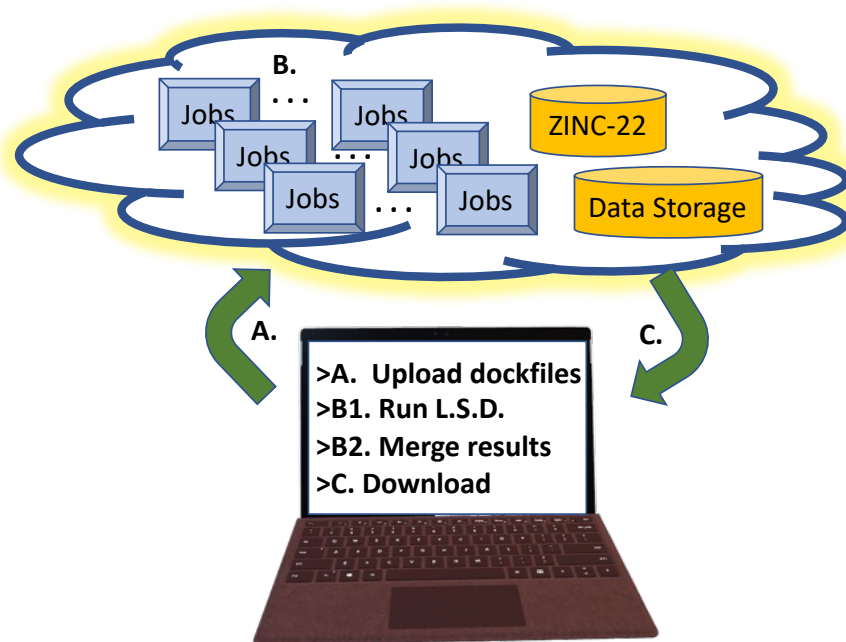 B.
Jobs . . . Jobs
Jobs . . . Jobs
Jobs . . . Jobs
ZINC-22
Data Storage
A.
C.
>A. Upload dockfiles
>B1. Run L.S.D.
>B2. Merge results
>C. Download